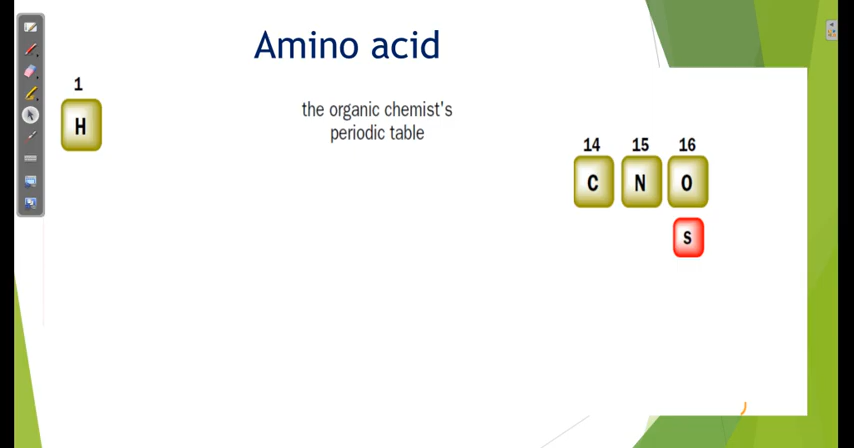 Amino acid
1
H
the organic chemist's
periodic table
14 15 16
C N O
S